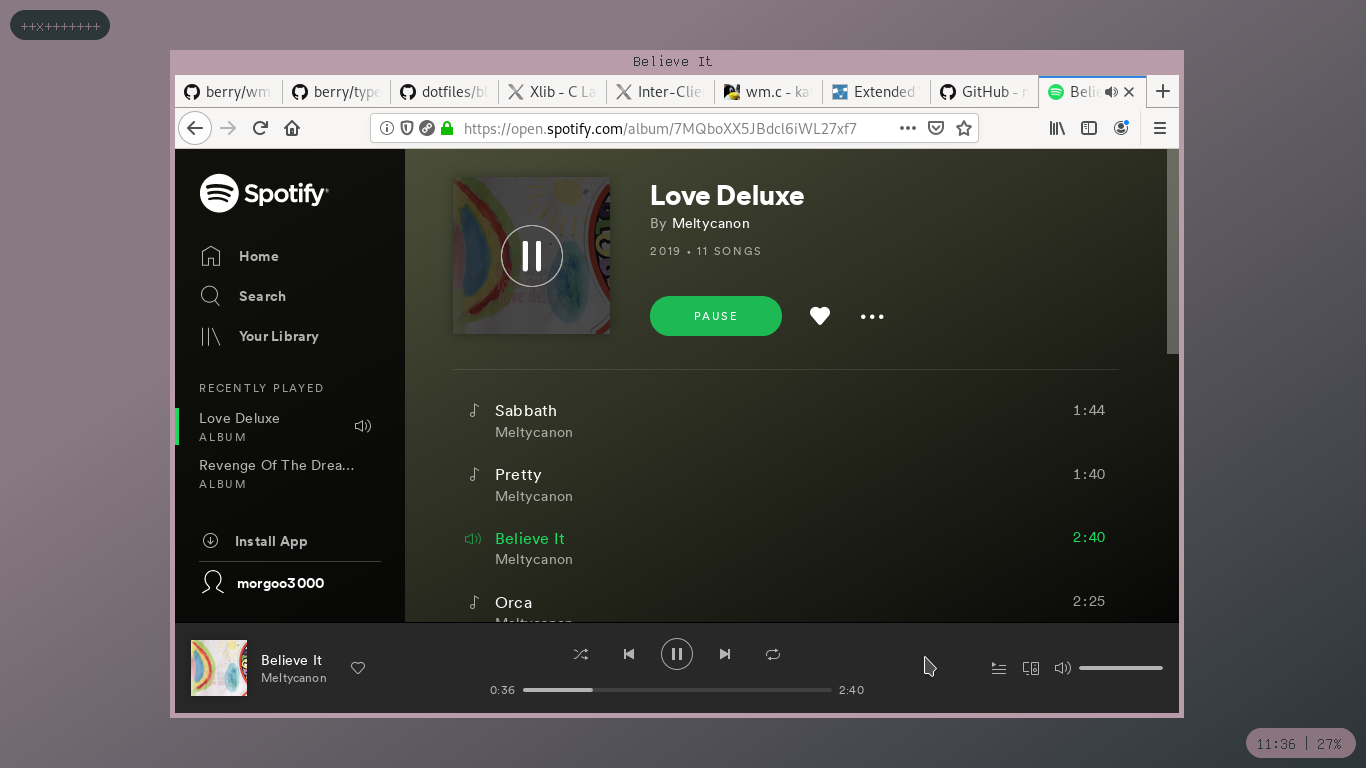 ++x+++++++
Believe It
berry/wm
berry/type
dotfiles/bl
Xlib - C La
Inter-Clie
wm.c - ka
Extended
GitHub - r
Belie
https://open.spotify.com/album/7MQboXX5JBdcl6iWL27xf7
Spotify
Home
Search
Your Library
RECENTLY PLAYED
Love Deluxe
ALBUM
Revenge Of The Drea...
ALBUM
Install App
morgoo3000
Love Deluxe
By Meltycanon
2019 • 11 SONGS
PAUSE
Sabbath 1:44
Meltycanon
Pretty 1:40
Meltycanon
Believe It 2:40
Meltycanon
Orca 2:25
Meltycanon
Believe It
Meltycanon
0:36 2:40
11:36 | 27%